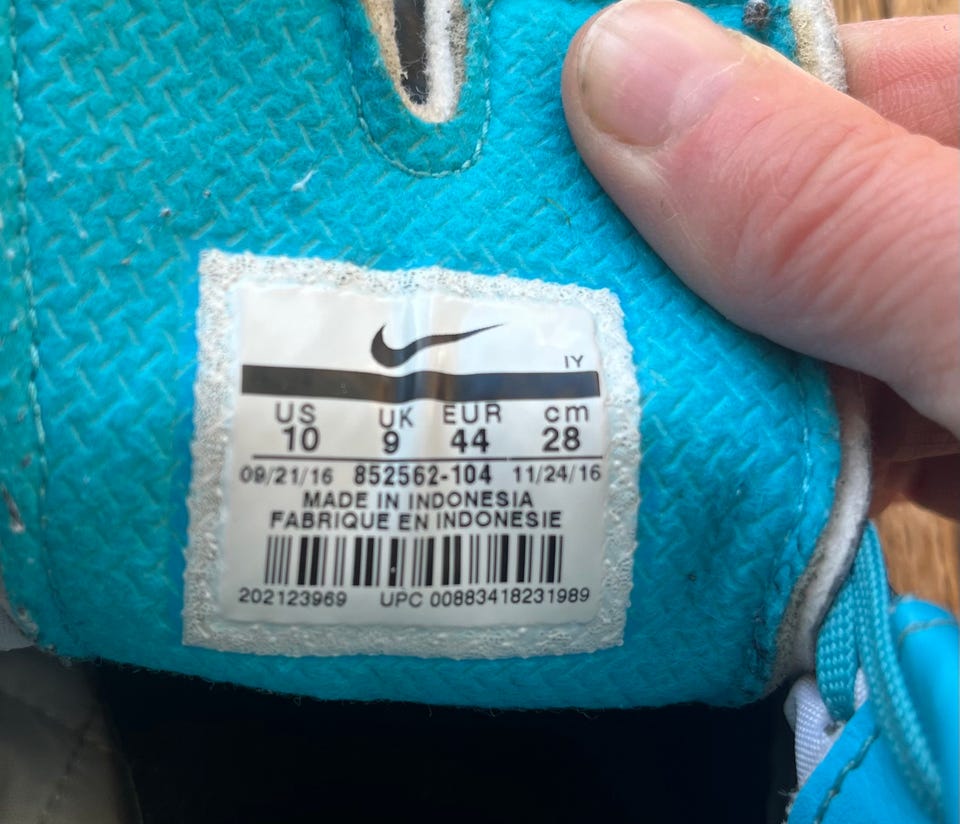 IY
US UK EUR cm
10 9 44 28
09/21/16 852562-104 11/24/16
MADE IN INDONESIA
FABRIQUE EN INDONESIE
202123969 UPC 00883418231989